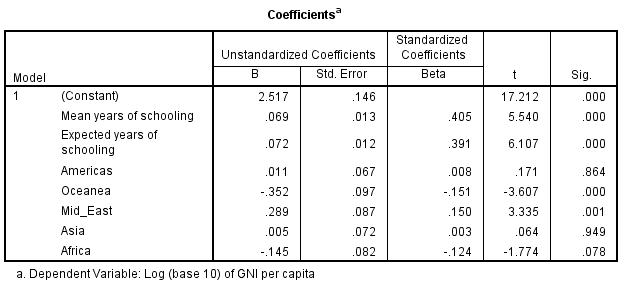 Coefficientsa
Unstandardized Coefficients Standardized Coefficients
Model B Std. Error Beta t Sig.
1 (Constant) 2.517 .146 17.212 .000
Mean years of schooling .069 .013 .405 5.540 .000
Expected years of schooling .072 .012 .391 6.107 .000
Americas .011 .067 .008 .171 .864
Oceanea -.352 .097 -.151 -3.607 .000
Mid_East .289 .087 .150 3.335 .001
Asia .005 .072 .003 .064 .949
Africa -.145 .082 -.124 -1.774 .078
a. Dependent Variable: Log (base 10) of GNI per capita